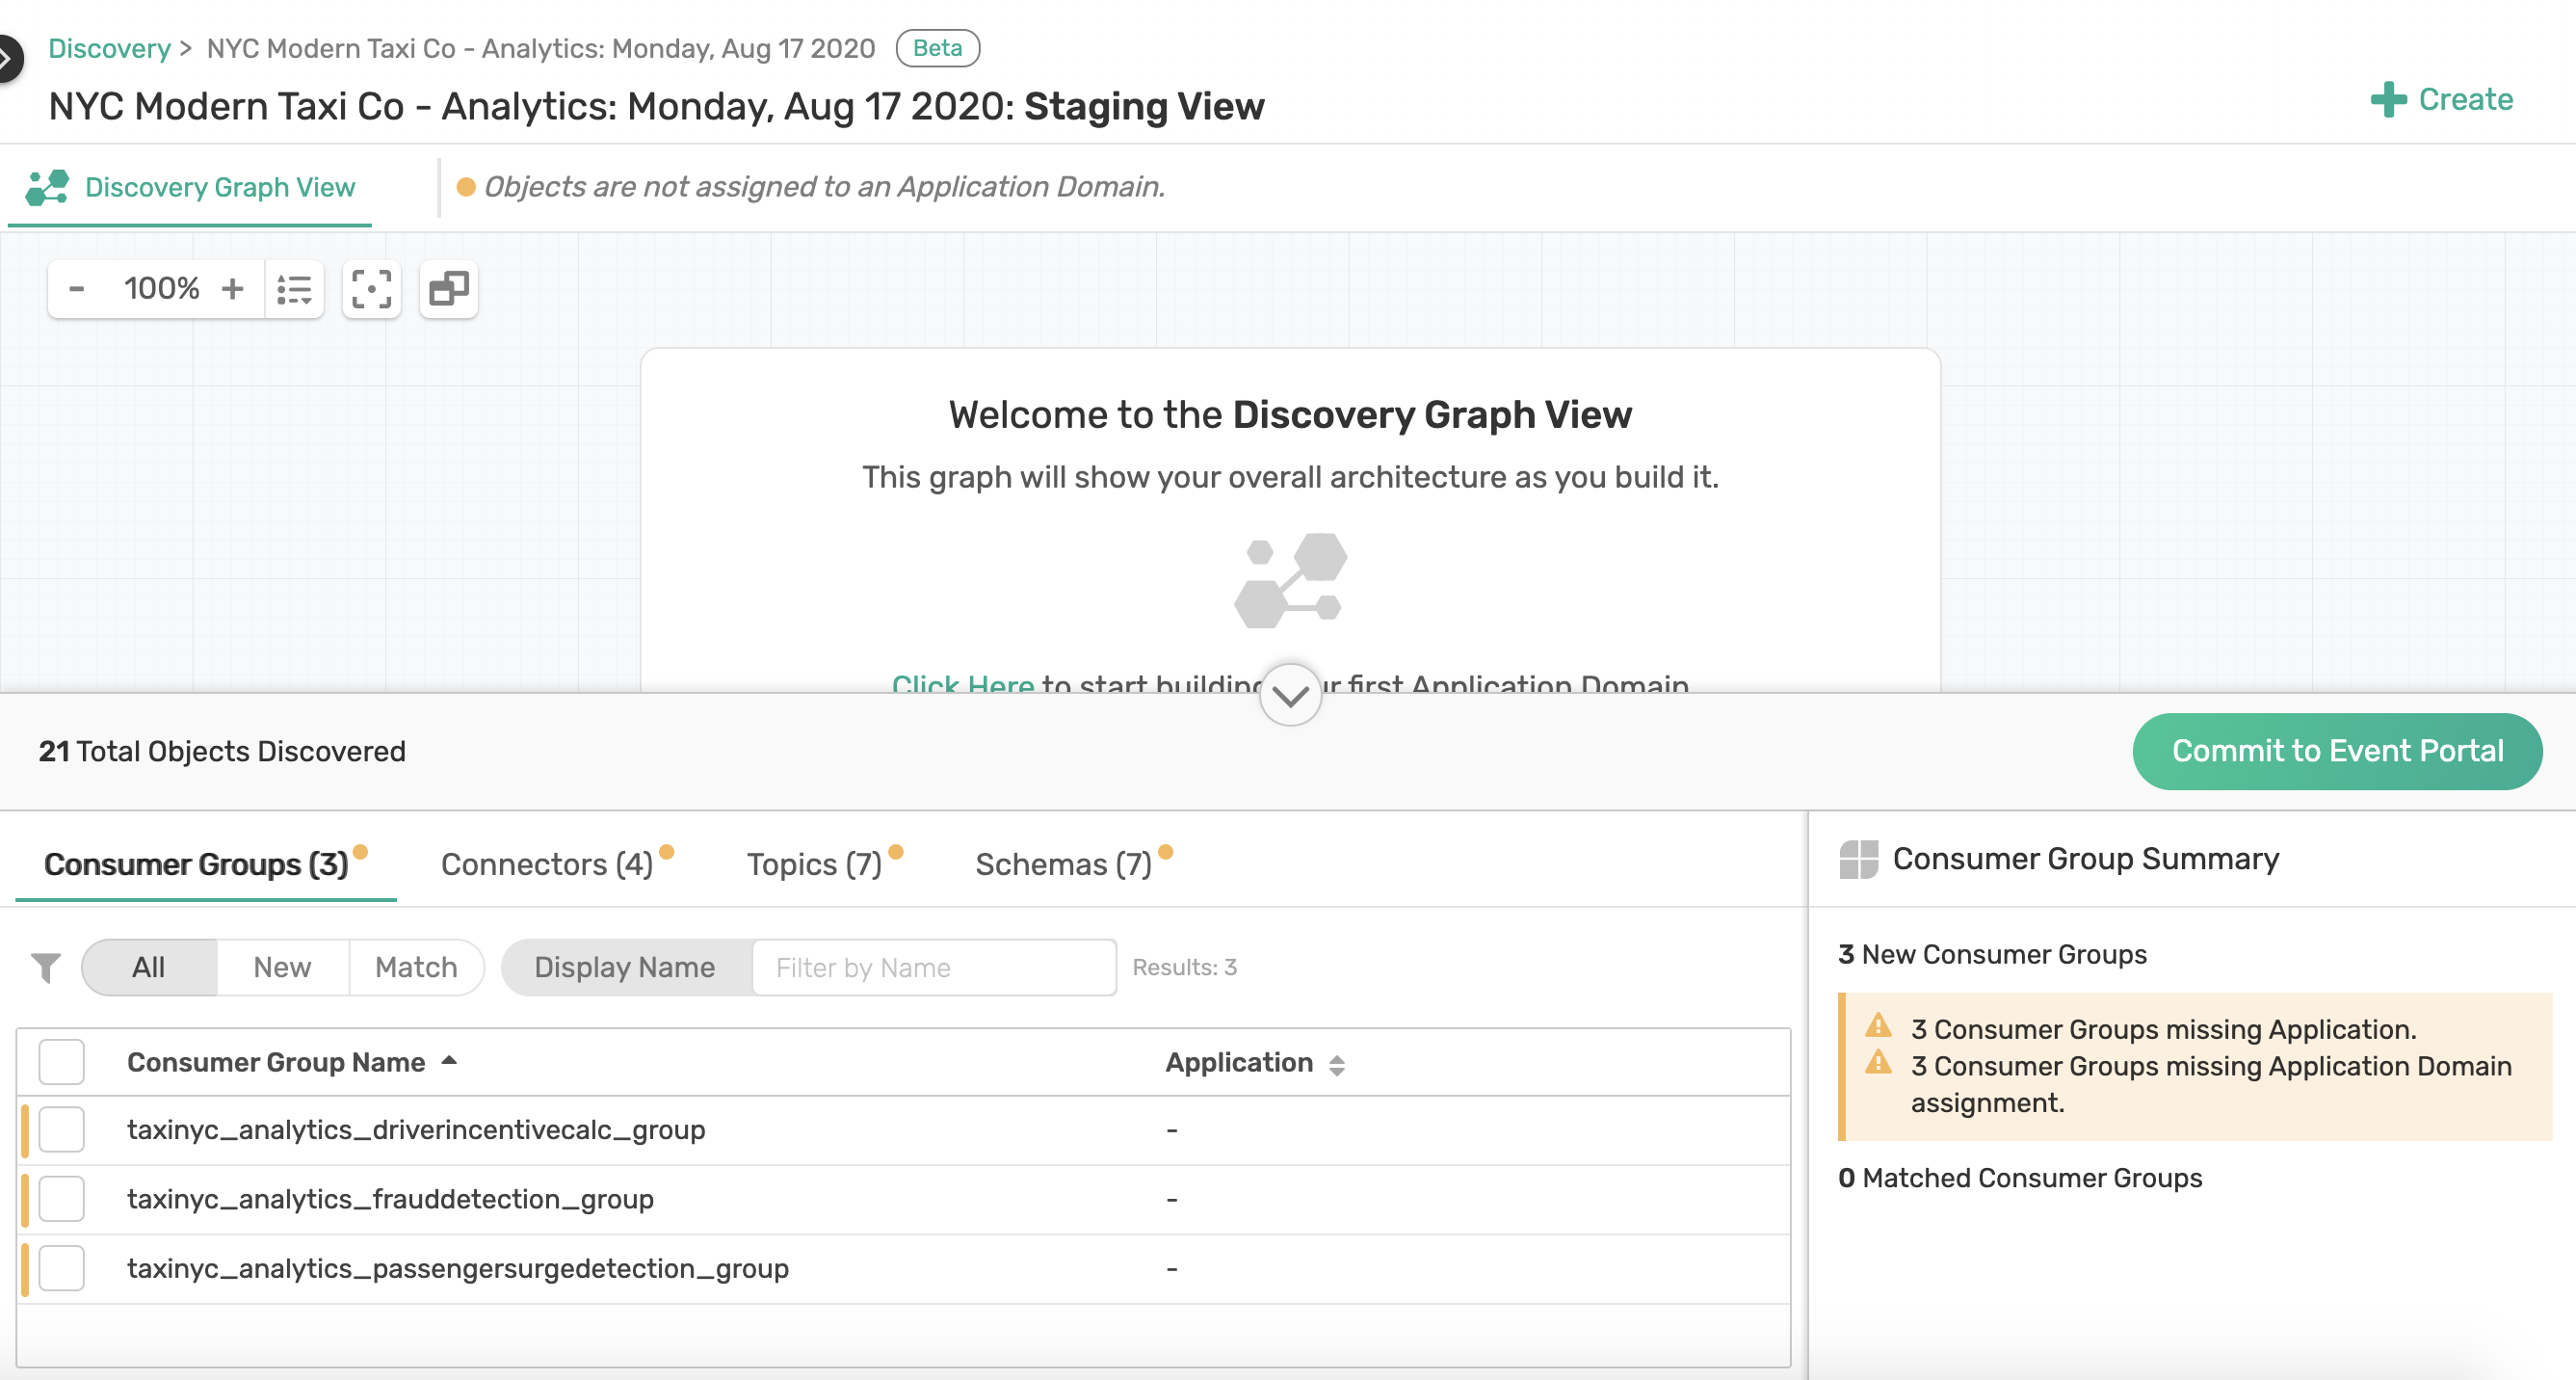 Discovery > NYC Modern Taxi Co - Analytics: Monday, Aug 17 2020 Beta
NYC Modern Taxi Co - Analytics: Monday, Aug 17 2020: Staging View
Create
Discovery Graph View
Objects are not assigned to an Application Domain.
- 100% +
Welcome to the Discovery Graph View
This graph will show your overall architecture as you build it.
Click Here to start building first Application Domain
21 Total Objects Discovered
Commit to Event Portal
Consumer Groups (3) Connectors (4) Topics (7) Schemas (7)
Consumer Group Summary
All New Match Display Name Filter by Name Results: 3
3 New Consumer Groups
3 Consumer Groups missing Application.
3 Consumer Groups missing Application Domain
assignment.
0 Matched Consumer Groups
Consumer Group Name Application
taxinyc_analytics_driverincentivecalc_group -
taxinyc_analytics_frauddetection_group -
taxinyc_analytics_passengersurgedetection_group -